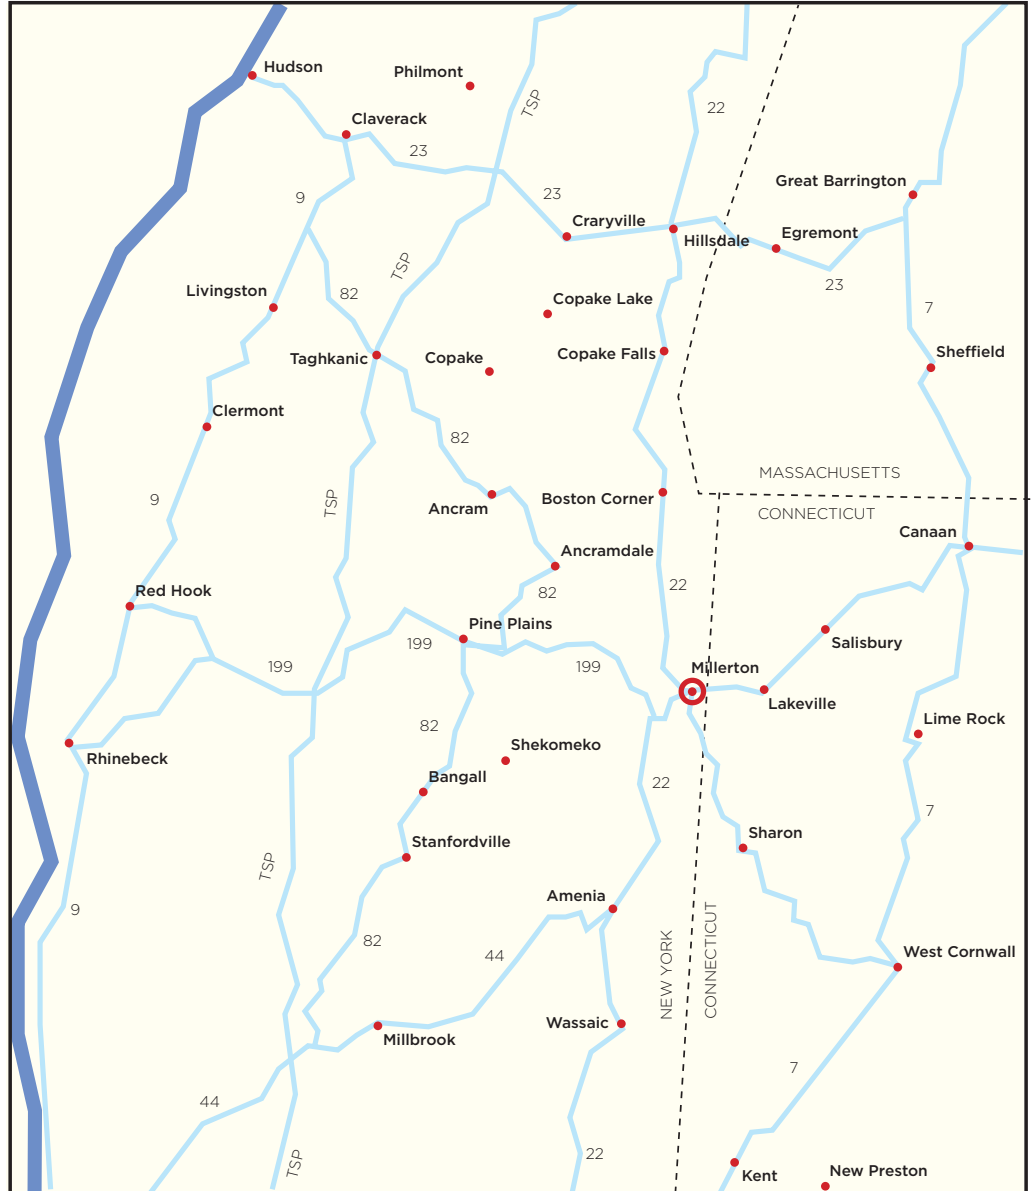 Hudson
Philmont
TSP
22
Claverack
23
Great Barrington
9
23
Craryville
Hillsdale
Egremont
TSP
Livingston
82
Copake Lake
23
7
Taghkanic
Copake
Copake Falls
Sheffield
Clermont
82
MASSACHUSETTS
9
TSP
Ancram
Boston Corner
CONNECTICUT
Canaan
Ancramdale
Red Hook
82
22
Pine Plains
199
199
199
Salisbury
Millerton
Lakeville
Lime Rock
82
Rhinebeck
Shekomeko
Bangall
22
7
Stanfordville
Sharon
TSP
Amenia
9
82
44
NEW YORK
CONNECTICUT
West Cornwall
Millbrook
Wassaic
7
44
TSP
22
Kent
New Preston